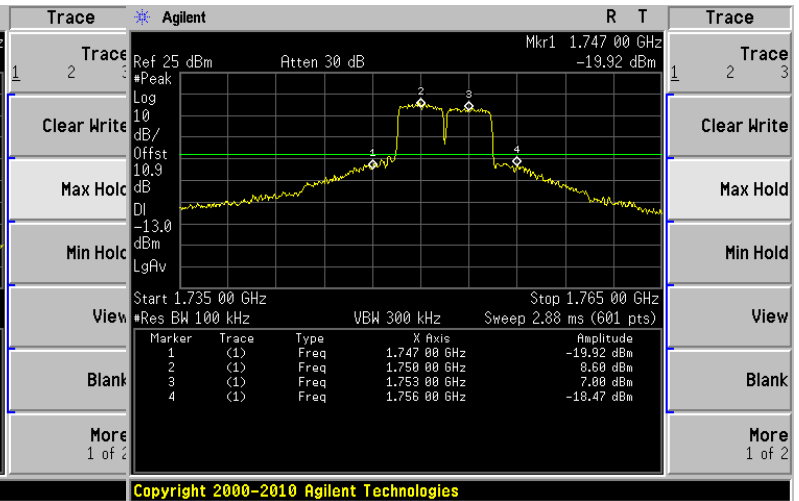 Trace
Trace
1 2 3
Clear Write
Max Hold
Min Hold
View
Blank
More
1 of 2
Agilent
R T
Mkr1 1.747 00 GHz
Ref 25 dBm Atten 30 dB -19.92 dBm
#Peak
Log
10
dB/
Offst
10.9
dB
DI
-13.0
dBm
LgAv
1
2
3
4
Start 1.735 00 GHz Stop 1.765 00 GHz
#Res BW 100 kHz VBW 300 kHz Sweep 2.88 ms (601 pts)
Marker Trace Type X Axis Amplitude
1 (1) Freq 1.747 00 GHz -19.92 dBm
2 (1) Freq 1.750 00 GHz 8.60 dBm
3 (1) Freq 1.753 00 GHz 7.00 dBm
4 (1) Freq 1.756 00 GHz -18.47 dBm
Copyright 2000-2010 Agilent Technologies
Trace
Trace
1 2 3
Clear Write
Max Hold
Min Hold
View
Blank
More
1 of 2